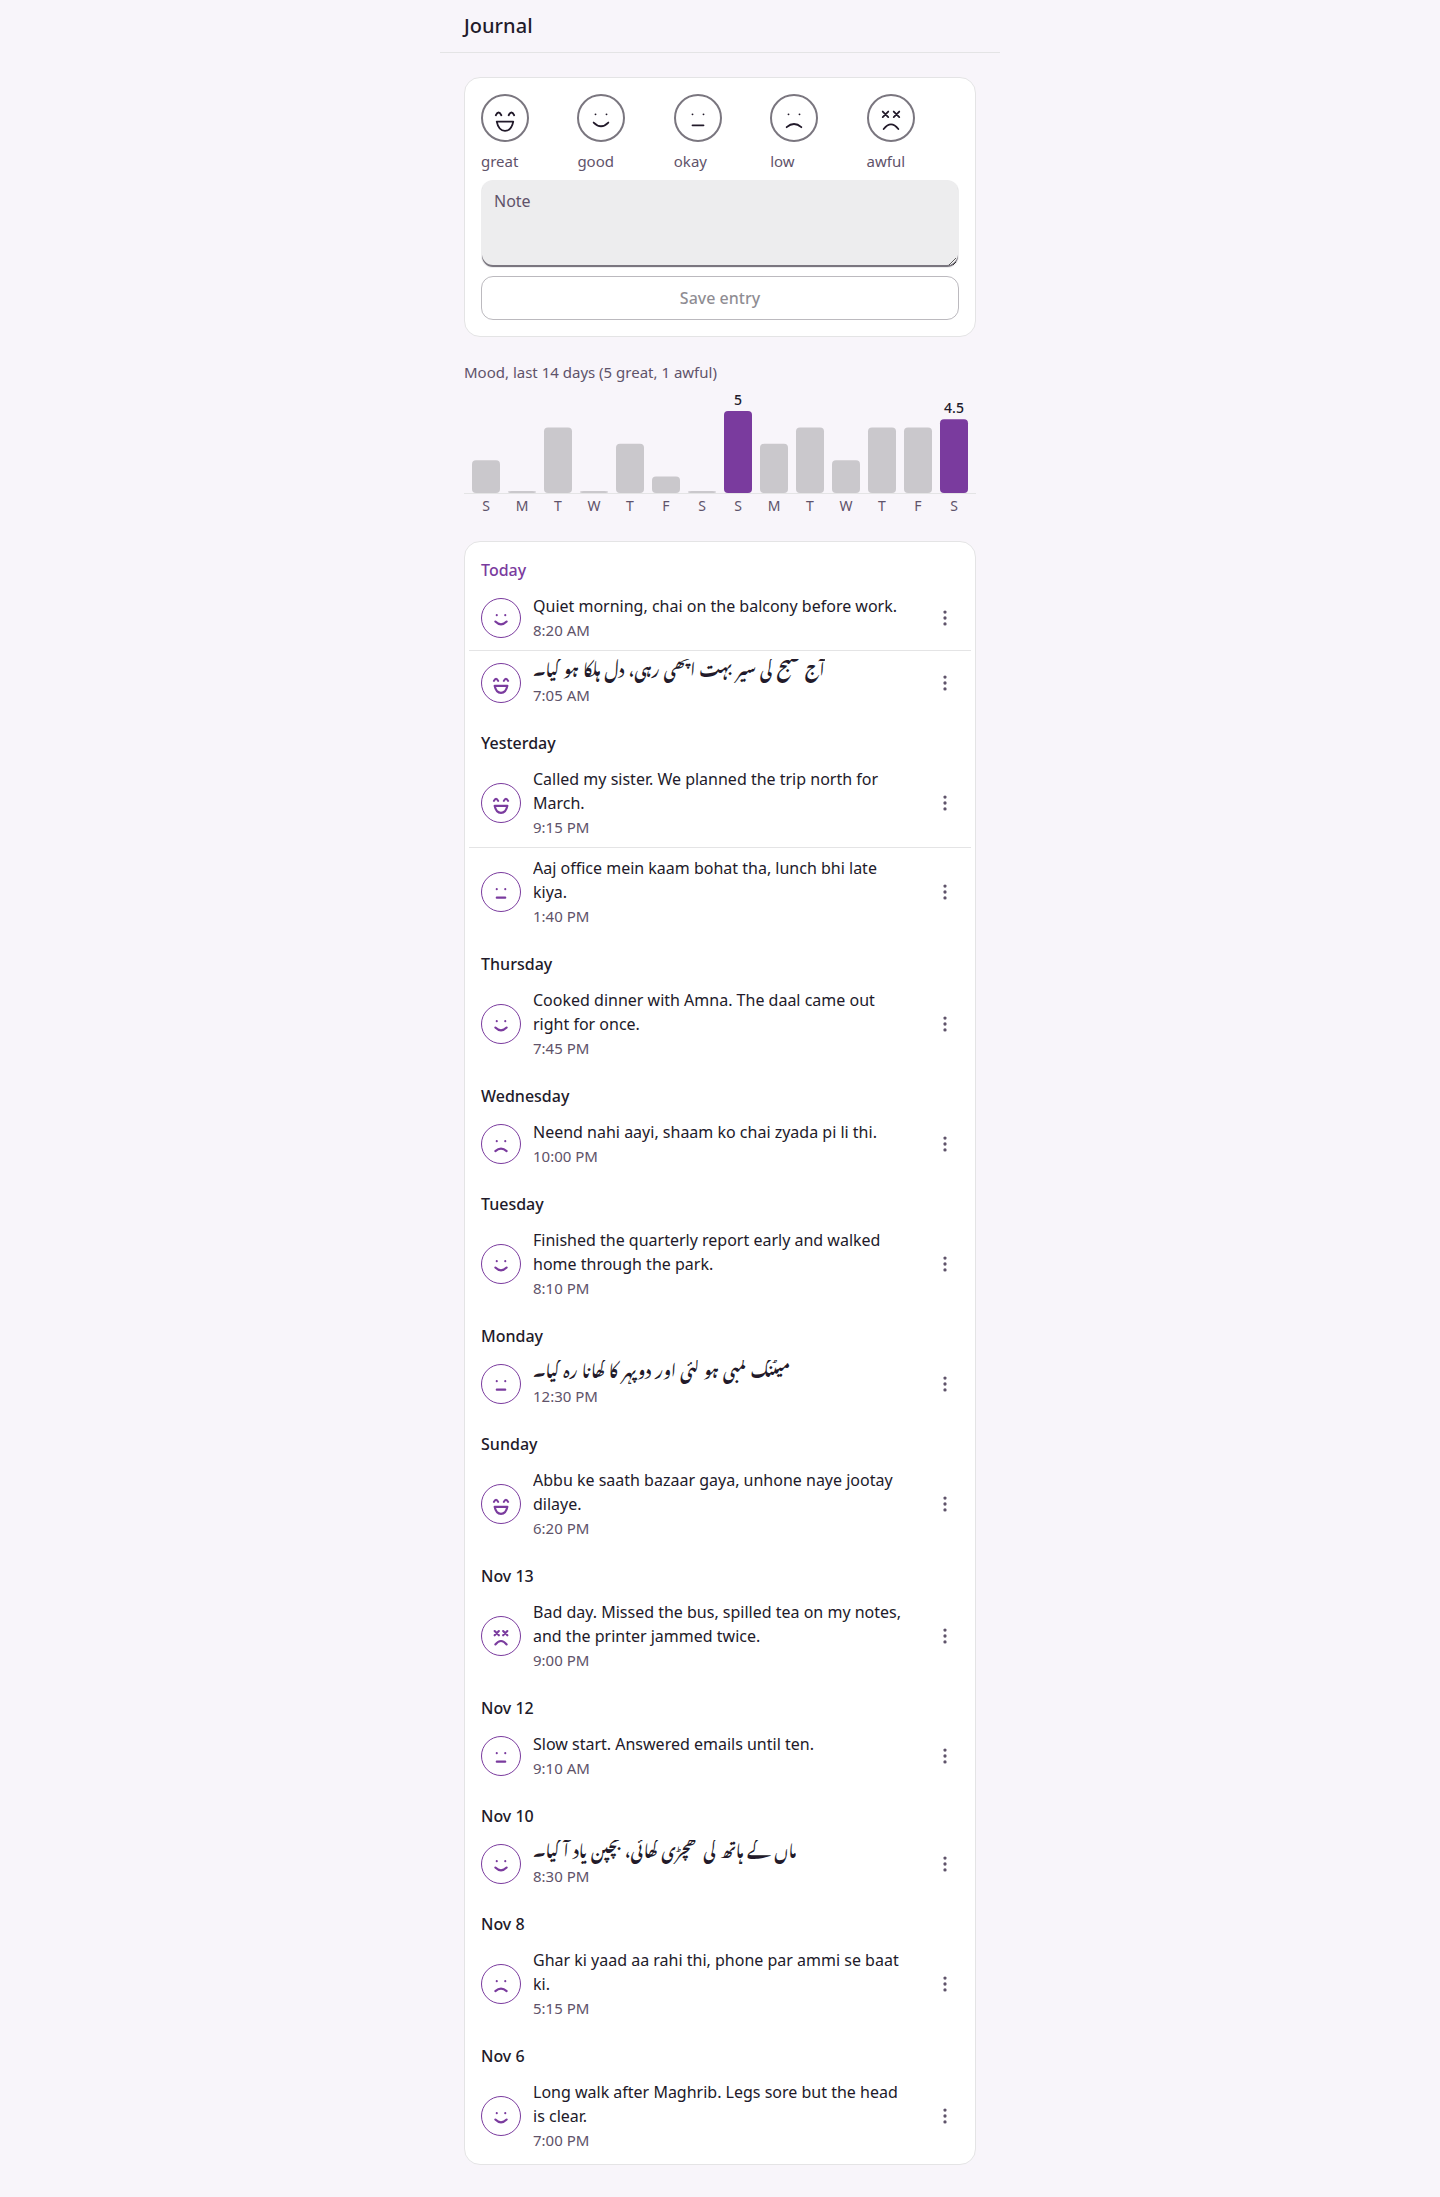 Journal
great
good
okay
low
awful
Note
Save entry
Mood, last 14 days (5 great, 1 awful)
5
4.5
S M T W T F S S M T W T F S
Today
Quiet morning, chai on the balcony before work.
8:20 AM
آج صبح کی سیر بہت اچھی رہی، دل ہلکا ہو گیا۔
7:05 AM
Yesterday
Called my sister. We planned the trip north for
March.
9:15 PM
Aaj office mein kaam bohat tha, lunch bhi late
kiya.
1:40 PM
Thursday
Cooked dinner with Amna. The daal came out
right for once.
7:45 PM
Wednesday
Neend nahi aayi, shaam ko chai zyada pi li thi.
10:00 PM
Tuesday
Finished the quarterly report early and walked
home through the park.
8:10 PM
Monday
میٹنگ لمبی ہو گئی اور دوپہر کا کھانا رہ گیا۔
12:30 PM
Sunday
Abbu ke saath bazaar gaya, unhone naye jootay
dilaye.
6:20 PM
Nov 13
Bad day. Missed the bus, spilled tea on my notes,
and the printer jammed twice.
9:00 PM
Nov 12
Slow start. Answered emails until ten.
9:10 AM
Nov 10
ماں کے ہاتھ کی کھچڑی کھائی، بچپن یاد آ گیا۔
8:30 PM
Nov 8
Ghar ki yaad aa rahi thi, phone par ammi se baat
ki.
5:15 PM
Nov 6
Long walk after Maghrib. Legs sore but the head
is clear.
7:00 PM